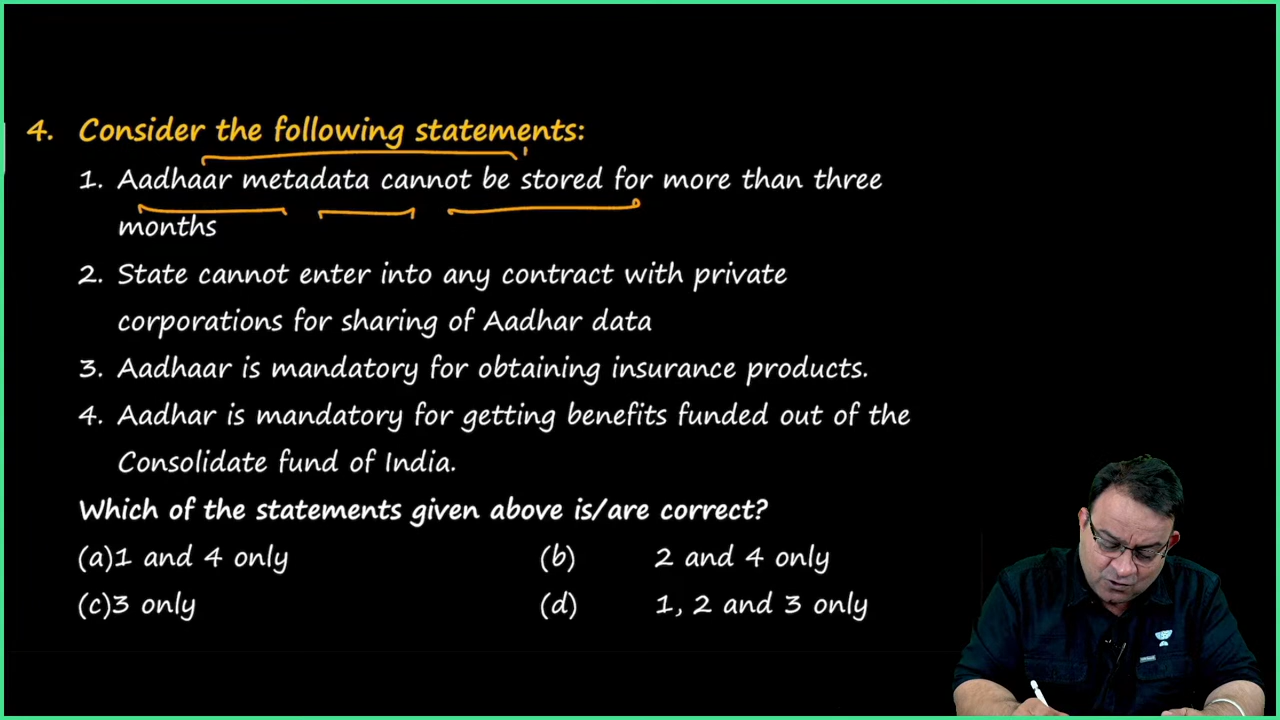 4. Consider the following statements:
1. Aadhaar metadata cannot be stored for more than three
months
2. State cannot enter into any contract with private
corporations for sharing of Aadhar data
3. Aadhaar is mandatory for obtaining insurance products.
4. Aadhar is mandatory for getting benefits funded out of the
Consolidate fund of India.
Which of the statements given above is/are correct?
(a)1 and 4 only (b) 2 and 4 only
(c)3 only (d) 1, 2 and 3 only